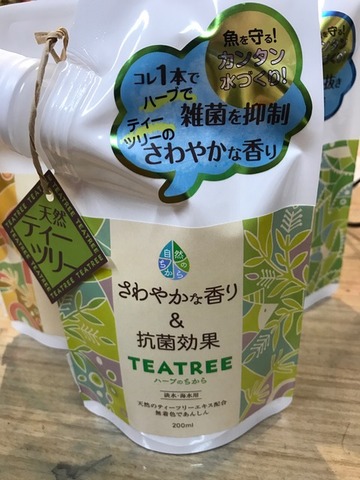 魚を守る!
カンタン
水づくり!
コレ1本で
ハーブで
ティー
ツリーの
雑菌を抑制
さわやかな香り
天然
ティー
ツリー
TEATREE TEATREE
TEATREE TEATREE
自然
の
ちから
さわやかな香り
&
抗菌効果
TEATREE
ハーブのちから
淡水・海水用
天然のティーツリーエキス配合
無着色であんしん
200ml
魚を守る!
カンタン